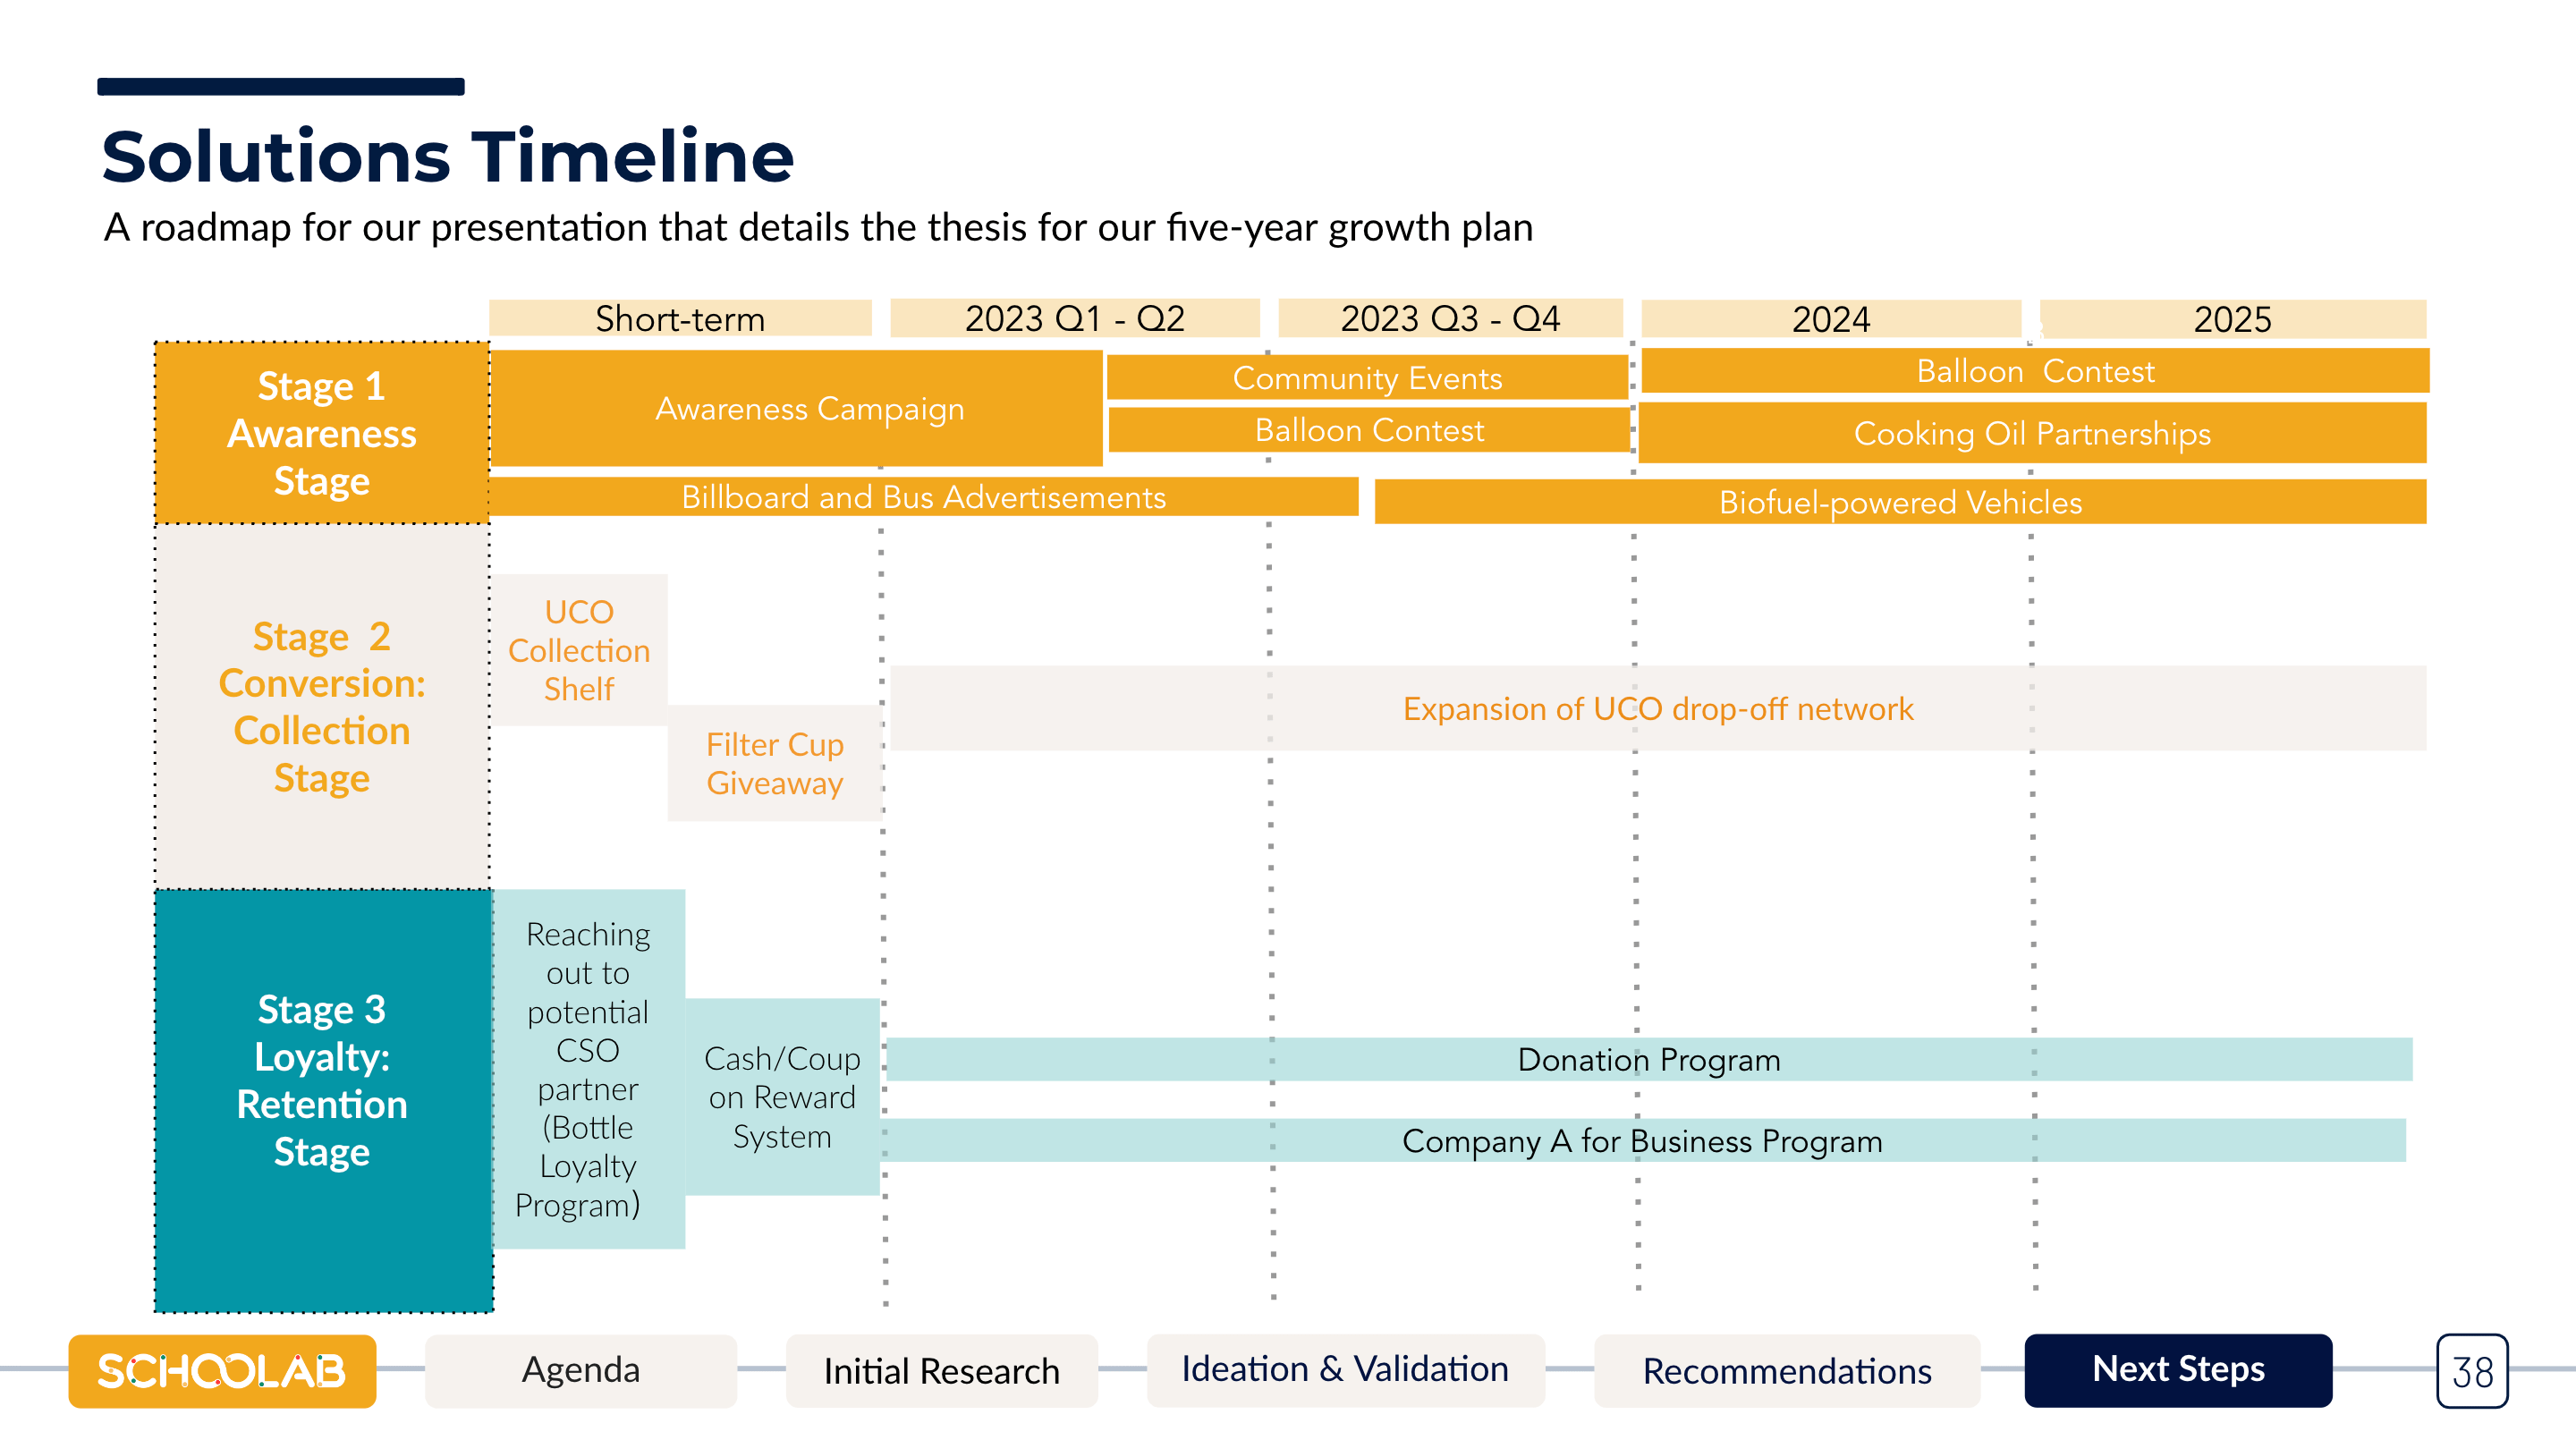 Solutions Timeline
A roadmap for our presentation that details the thesis for our five-year growth plan
Short-term
2023 Q1 - Q2
2023 Q3 - Q4
2024
2025
Stage 1
Awareness
Stage
Awareness Campaign
Community Events
Balloon Contest
Balloon  Contest
Cooking Oil Partnerships
Billboard and Bus Advertisements
Biofuel-powered Vehicles
Stage  2
Conversion:
Collection
Stage
UCO
Collection
Shelf
Filter Cup
Giveaway
Expansion of UCO drop-off network
Stage 3
Loyalty:
Retention
Stage
Reaching
out to
potential
CSO
partner
(Bottle
Loyalty
Program)
Cash/Coup
on Reward
System
Donation Program
Company A for Business Program
SCHOOLAB
Agenda
Initial Research
Ideation & Validation
Recommendations
Next Steps
38